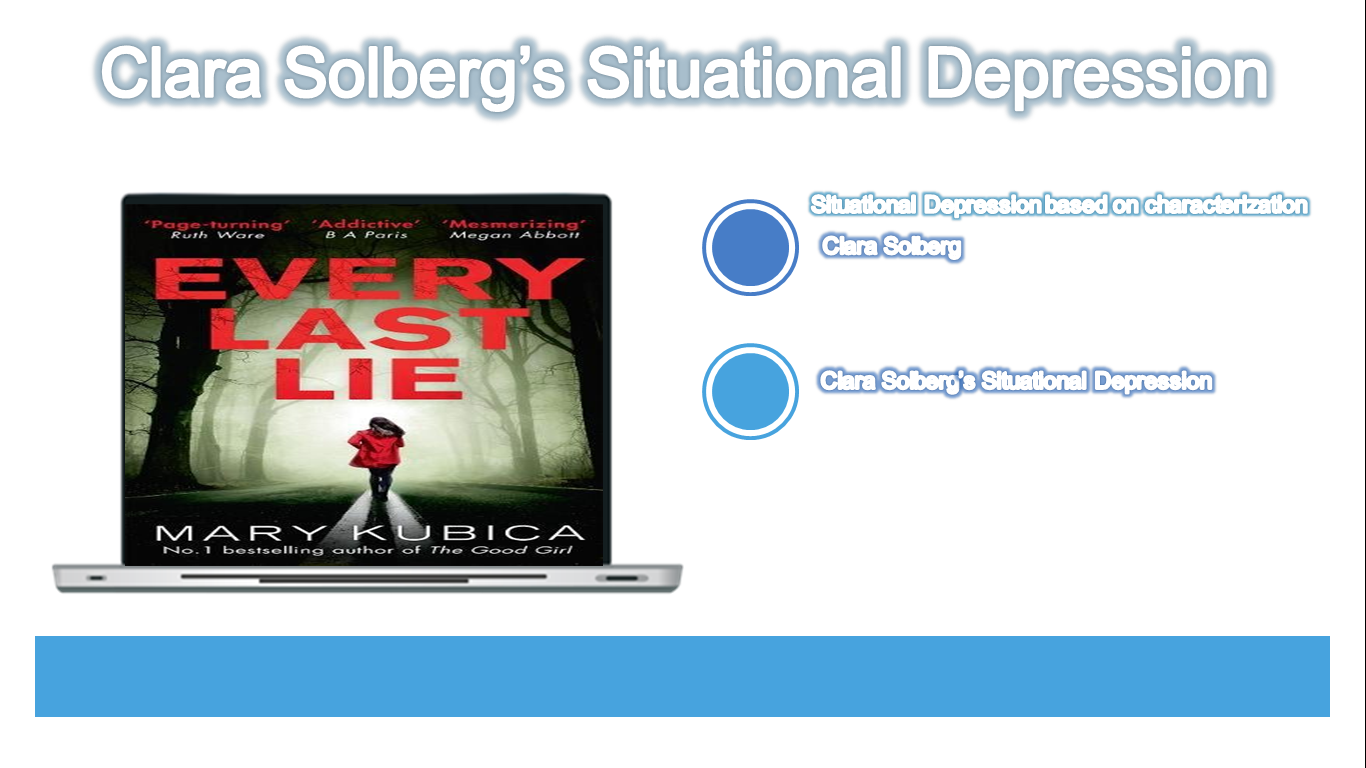 Clara Solberg’s Situational Depression
‘Page-turning’ ‘Addictive’ ‘Mesmerizing’
Ruth Ware B A Paris Megan Abbott
EVERY
LAST
LIE
MARY KUBICA
No.1 bestselling author of The Good Girl
Situational Depression based on characterization
Clara Solberg
Clara Solberg’s Situational Depression